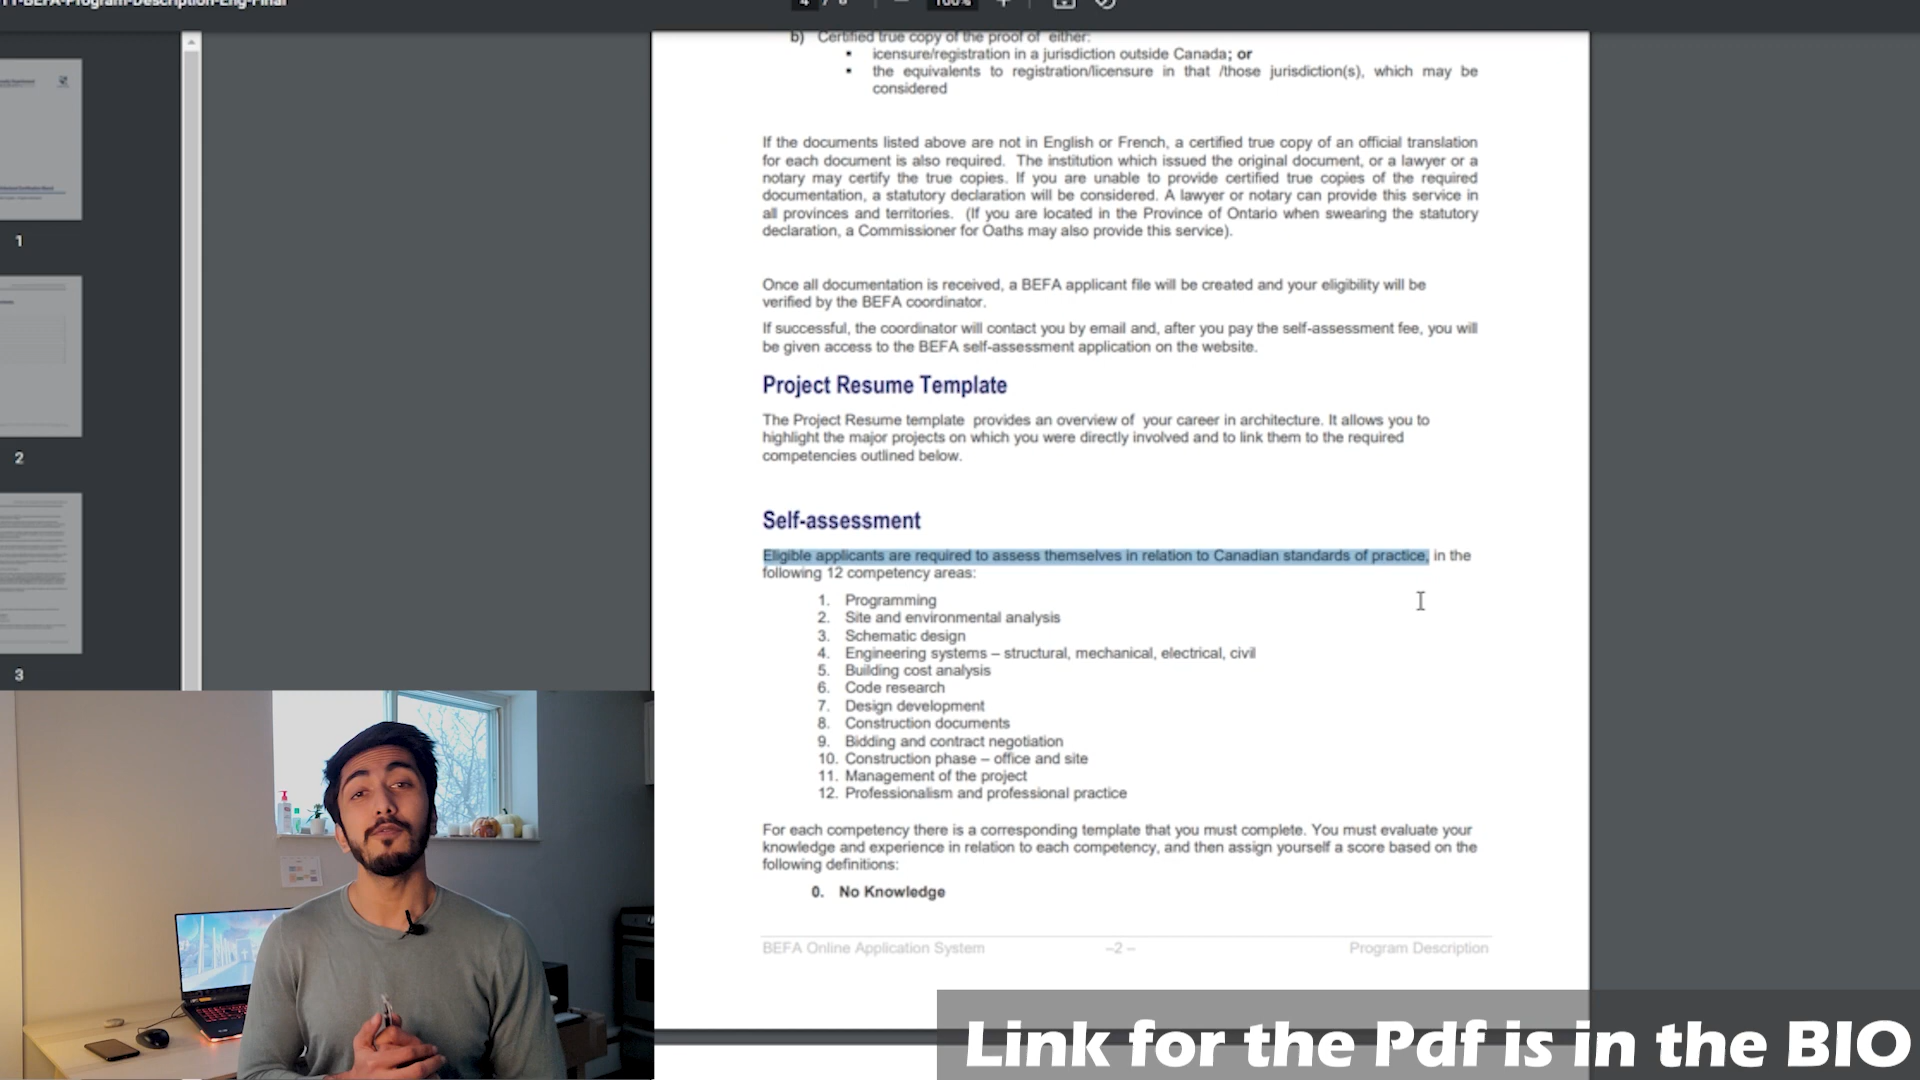 11-BEFA-Program-Description-Eng-Final
4 / 8
100%
b) Certified true copy of the proof of either:
▪ icensure/registration in a jurisdiction outside Canada; or
▪ the equivalents to registration/licensure in that /those jurisdiction(s), which may be
considered
If the documents listed above are not in English or French, a certified true copy of an official translation
for each document is also required. The institution which issued the original document, or a lawyer or a
notary may certify the true copies. If you are unable to provide certified true copies of the required
documentation, a statutory declaration will be considered. A lawyer or notary can provide this service in
all provinces and territories. (If you are located in the Province of Ontario when swearing the statutory
declaration, a Commissioner for Oaths may also provide this service).
Once all documentation is received, a BEFA applicant file will be created and your eligibility will be
verified by the BEFA coordinator.
If successful, the coordinator will contact you by email and, after you pay the self-assessment fee, you will
be given access to the BEFA self-assessment application on the website.
Project Resume Template
The Project Resume template provides an overview of your career in architecture. It allows you to
highlight the major projects on which you were directly involved and to link them to the required
competencies outlined below.
Self-assessment
Eligible applicants are required to assess themselves in relation to Canadian standards of practice, in the
following 12 competency areas:
1. Programming
2. Site and environmental analysis
3. Schematic design
4. Engineering systems – structural, mechanical, electrical, civil
5. Building cost analysis
6. Code research
7. Design development
8. Construction documents
9. Bidding and contract negotiation
10. Construction phase – office and site
11. Management of the project
12. Professionalism and professional practice
For each competency there is a corresponding template that you must complete. You must evaluate your
knowledge and experience in relation to each competency, and then assign yourself a score based on the
following definitions:
0. No Knowledge
BEFA Online Application System –2 – Program Description
1
2
3
Link for the Pdf is in the BIO